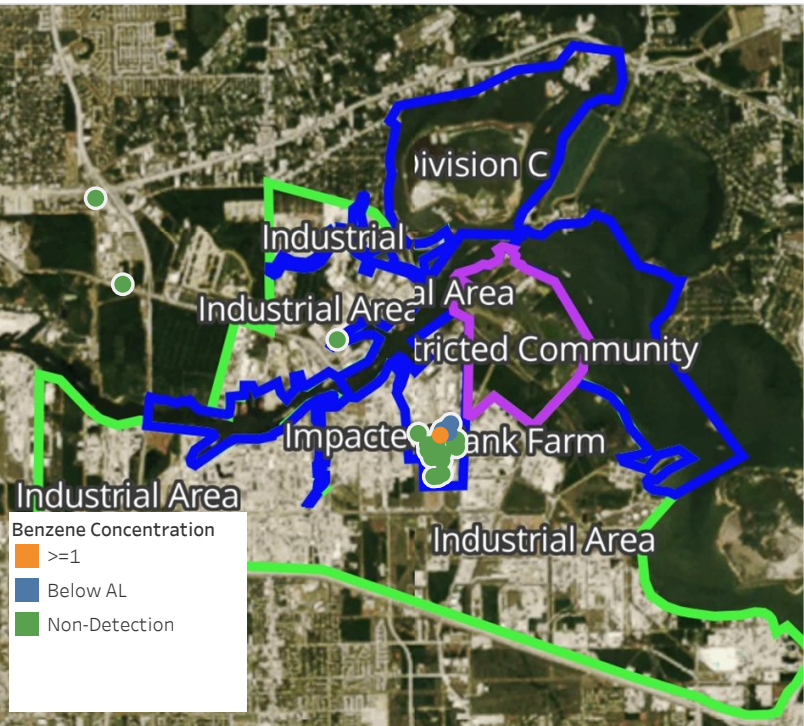 Division C
Industrial
al Area
Industrial Area
tricted Community
Impacte
ank Farm
Industrial Area
Industrial Area
Benzene Concentration
>=1
Below AL
Non-Detection